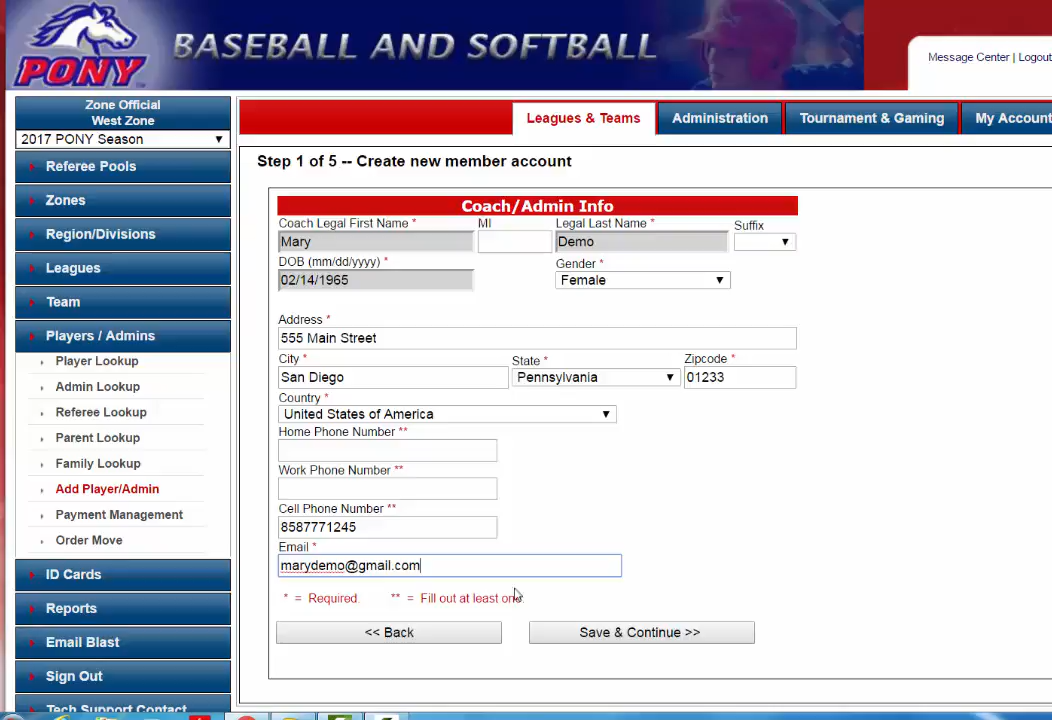 PONY
BASEBALL AND SOFTBALL
Message Center | Logout
Zone Official
West Zone
2017 PONY Season
Leagues & Teams
Administration
Tournament & Gaming
My Account
Referee Pools
Zones
Region/Divisions
Leagues
Team
Players / Admins
Player Lookup
Admin Lookup
Referee Lookup
Parent Lookup
Family Lookup
Add Player/Admin
Payment Management
Order Move
ID Cards
Reports
Email Blast
Sign Out
Tech Support Contact
Step 1 of 5 -- Create new member account
Coach/Admin Info
Coach Legal First Name * MI Legal Last Name * Suffix
Mary Demo
DOB (mm/dd/yyyy) * Gender *
02/14/1965 Female
Address *
555 Main Street
City * State * Zipcode *
San Diego Pennsylvania 01233
Country *
United States of America
Home Phone Number **
Work Phone Number **
Cell Phone Number **
8587771245
Email *
marydemo@gmail.com
* = Required. ** = Fill out at least one.
<< Back Save & Continue >>